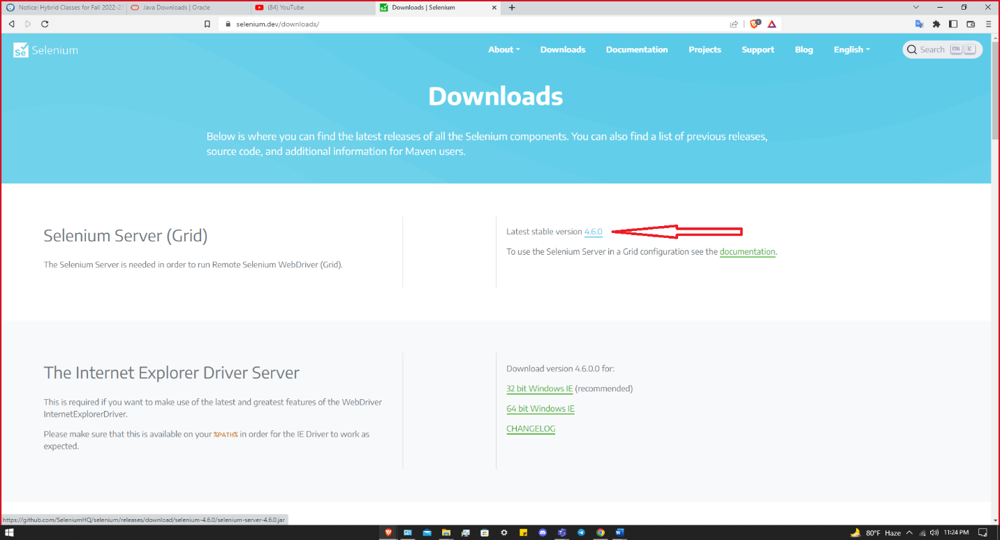 Notice: Hybrid Classes for Fall 2022-2
Java Downloads | Oracle
(84) YouTube
Downloads | Selenium
selenium.dev/downloads/
1
Se Selenium
About
Downloads
Documentation
Projects
Support
Blog
English
Search CTRL K
Downloads
Below is where you can find the latest releases of all the Selenium components. You can also find a list of previous releases,
source code, and additional information for Maven users.
Selenium Server (Grid)
The Selenium Server is needed in order to run Remote Selenium WebDriver (Grid).
Latest stable version 4.6.0
To use the Selenium Server in a Grid configuration see the documentation.
The Internet Explorer Driver Server
This is required if you want to make use of the latest and greatest features of the WebDriver
InternetExplorerDriver.
Please make sure that this is available on your %PATH% in order for the IE Driver to work as
expected.
Download version 4.6.0.0 for:
32 bit Windows IE (recommended)
64 bit Windows IE
CHANGELOG
https://github.com/SeleniumHQ/selenium/releases/download/selenium-4.6.0/selenium-server-4.6.0.jar
80°F Haze
11:24 PM